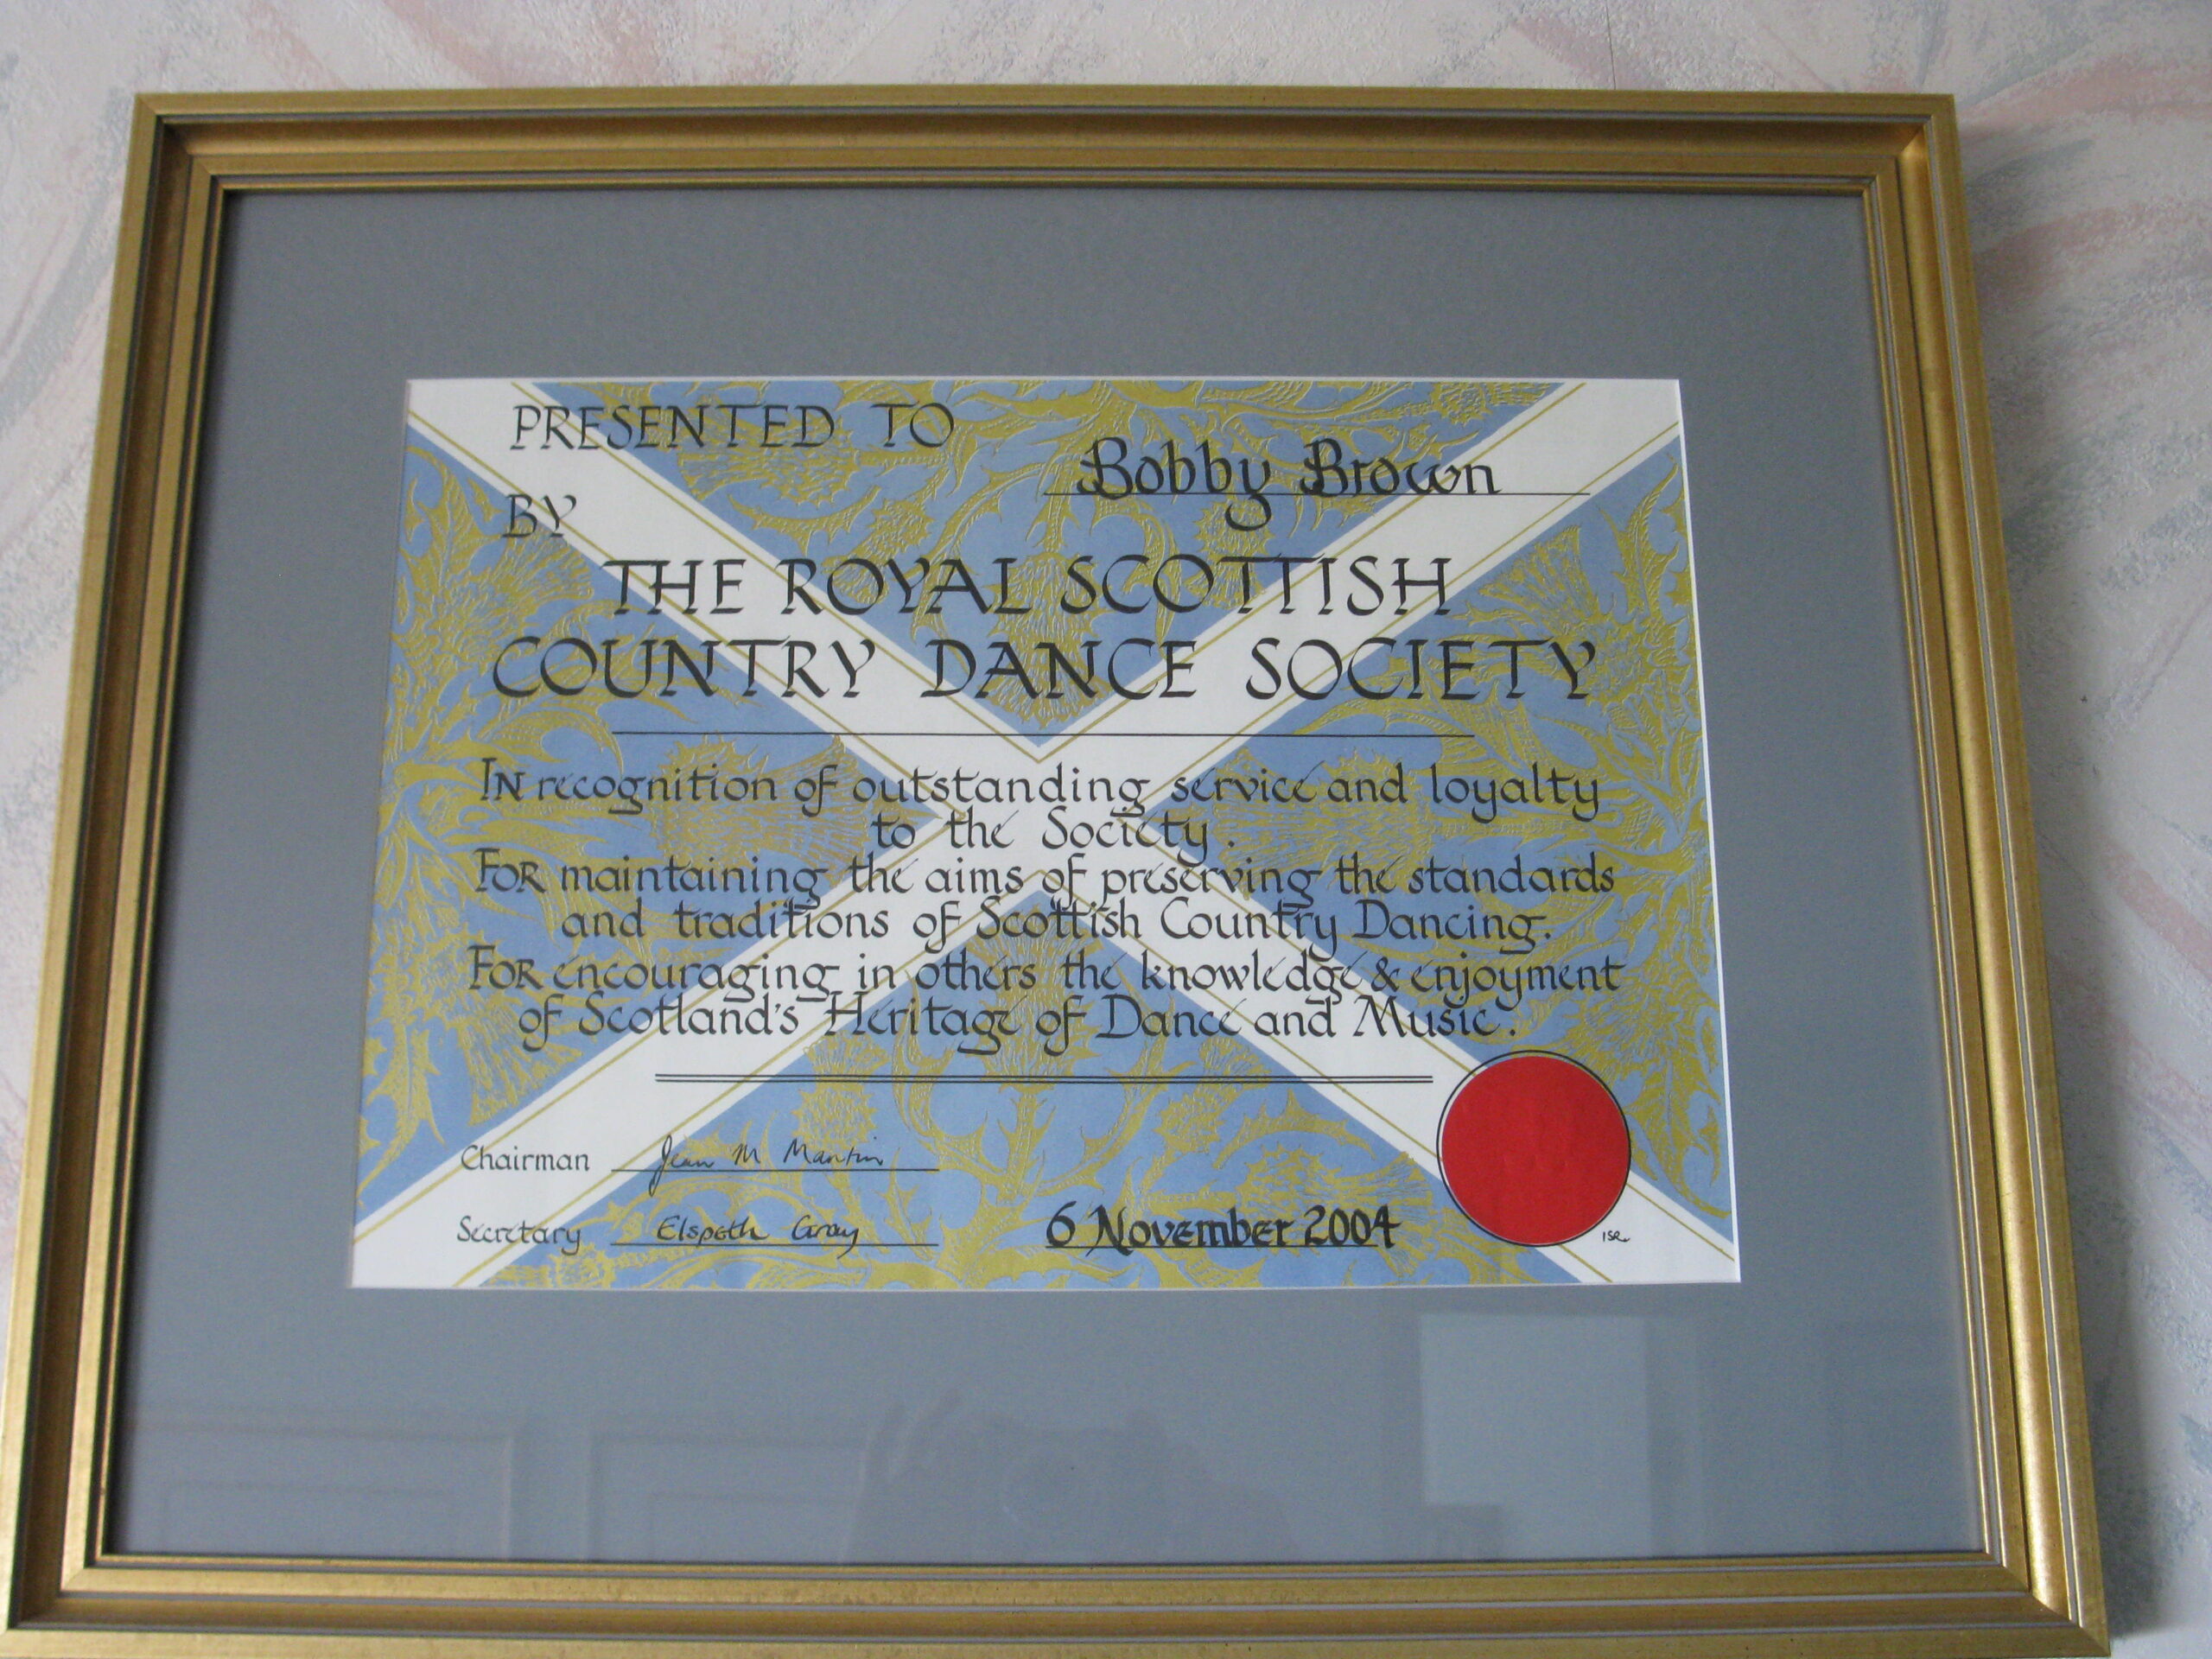 PRESENTED TO
Bobby Brown
BY
THE ROYAL SCOTTISH
COUNTRY DANCE SOCIETY
IN recognition of outstanding service and loyalty
to the Society.
FOR maintaining the aims of preserving the standards
and traditions of Scottish Country Dancing.
FOR encouraging in others the knowledge & enjoyment
of Scotland's Heritage of Dance and Music.
Chairman Jean M Martin
Secretary Elspeth Gray
6 November 2004
ISR